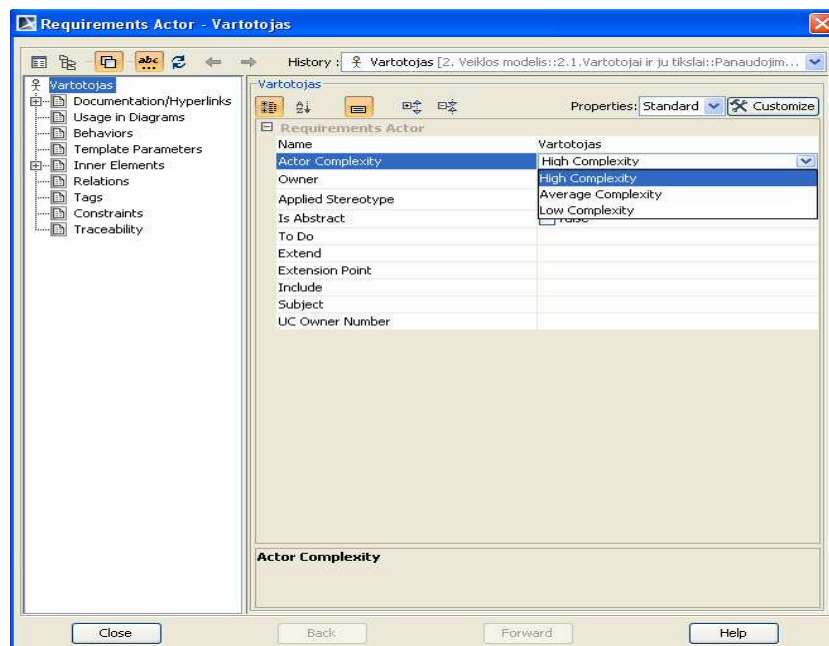 Requirements Actor - Vartotojas
abc
History : Vartotojas [2. Veiklos modelis::2.1.Vartotojai ir ju tikslai::Panaudojim...
Vartotojas
Documentation/Hyperlinks
Usage in Diagrams
Behaviors
Template Parameters
Inner Elements
Relations
Tags
Constraints
Traceability
Vartotojas
Properties: Standard Customize
Requirements Actor
Name Vartotojas
Actor Complexity High Complexity
Owner High Complexity
Applied Stereotype Average Complexity
Low Complexity
Is Abstract false
To Do
Extend
Extension Point
Include
Subject
UC Owner Number
Actor Complexity
Close Back Forward Help